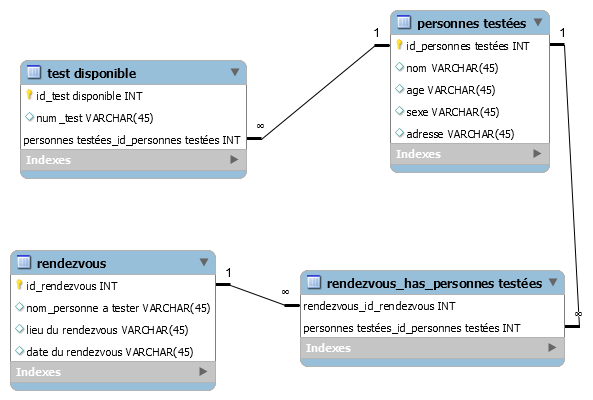 personnes testées
id_personnes testées INT
nom VARCHAR(45)
age VARCHAR(45)
sexe VARCHAR(45)
adresse VARCHAR(45)
Indexes
1
1
test disponible
id_test disponible INT
num_test VARCHAR(45)
personnes testées_id_personnes testées INT
Indexes
∞
rendezvous
id_rendezvous INT
nom_personne a tester VARCHAR(45)
lieu du rendezvous VARCHAR(45)
date du rendezvous VARCHAR(45)
Indexes
1
∞
rendezvous_has_personnes testées
rendezvous_id_rendezvous INT
personnes testées_id_personnes testées INT
Indexes
∞